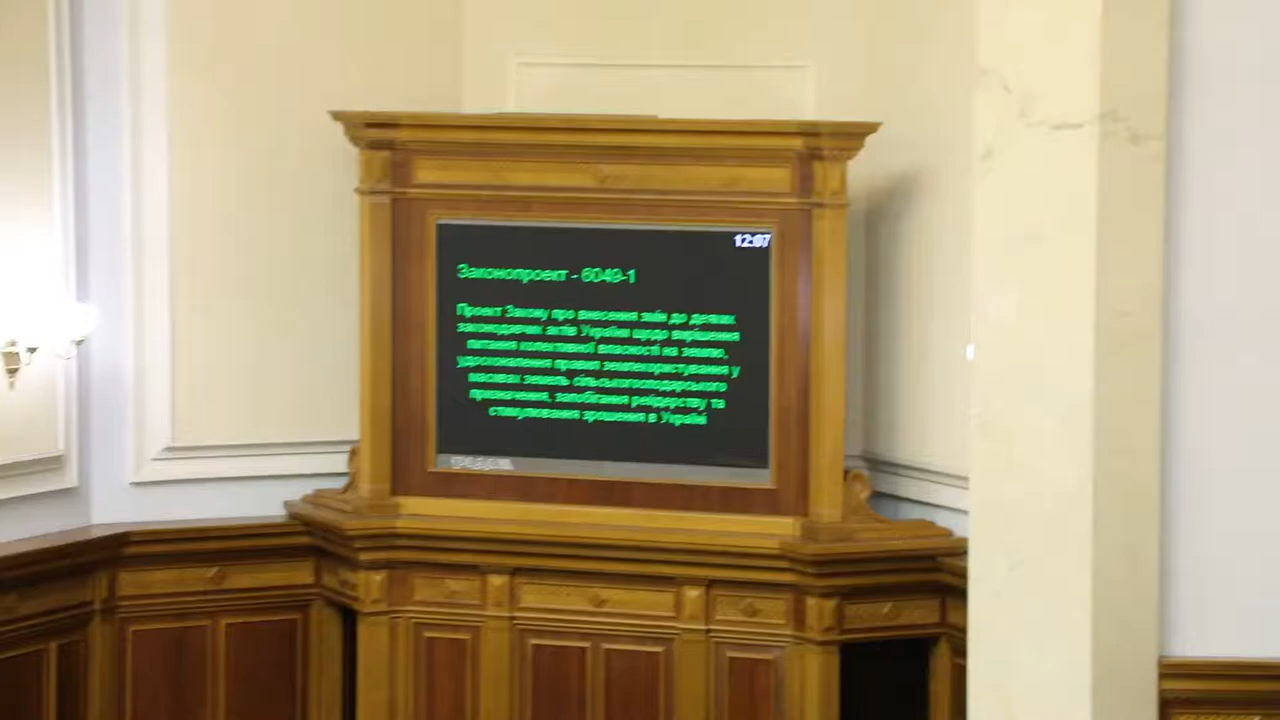 12:07
Законопроект - 6049-1
Проект Закону про внесення змін до деяких
законодавчих актів України щодо вирішення
питання колективної власності на землю,
удосконалення правил землекористування у
масивах земель сільськогосподарського
призначення, запобігання рейдерству та
стимулювання зрошення в Україні